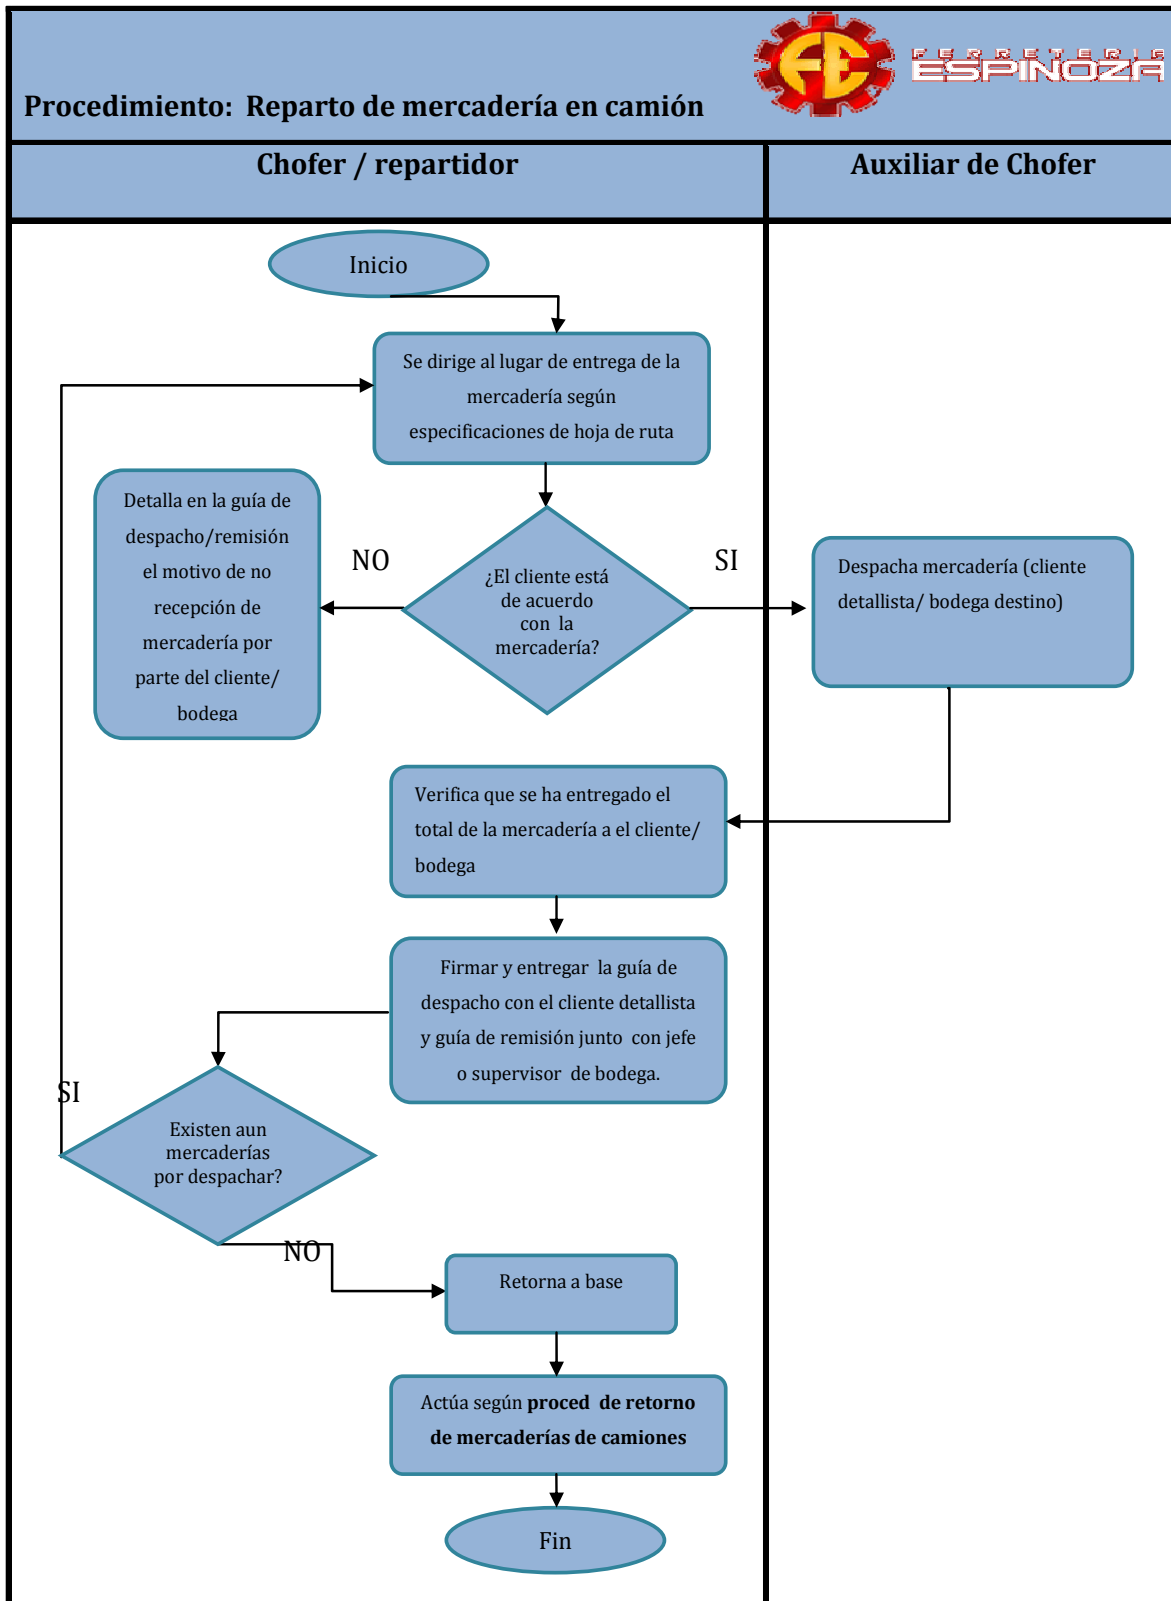 FERRETERIE
ESPINOZA
Procedimiento:  Reparto de mercadería en camión
Chofer / repartidor
Auxiliar de Chofer
Inicio
Se dirige al lugar de entrega de la
mercadería según
especificaciones de hoja de ruta
Detalla en la guía de
despacho/remisión
el motivo de no
recepción de
mercadería por
parte del cliente/
bodega
NO
¿El cliente está
de acuerdo
con  la
mercadería?
SI
Despacha mercadería (cliente
detallista/ bodega destino)
Verifica que se ha entregado el
total de la mercadería a el cliente/
bodega
Firmar y entregar  la guía de
despacho con el cliente detallista
y guía de remisión junto  con jefe
o supervisor  de bodega.
SI
Existen aun
mercaderías
por despachar?
NO
Retorna a base
Actúa según proced  de retorno
de mercaderías de camiones
Fin